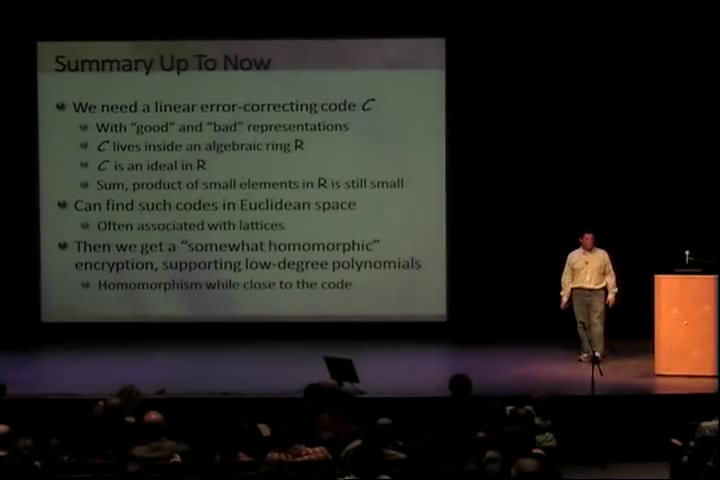 Summary Up To Now
We need a linear error-correcting code C
With "good" and "bad" representations
C lives inside an algebraic ring R
C is an ideal in R
Sum, product of small elements in R is still small
Can find such codes in Euclidean space
Often associated with lattices
Then we get a "somewhat homomorphic"
encryption, supporting low-degree polynomials
Homomorphism while close to the code